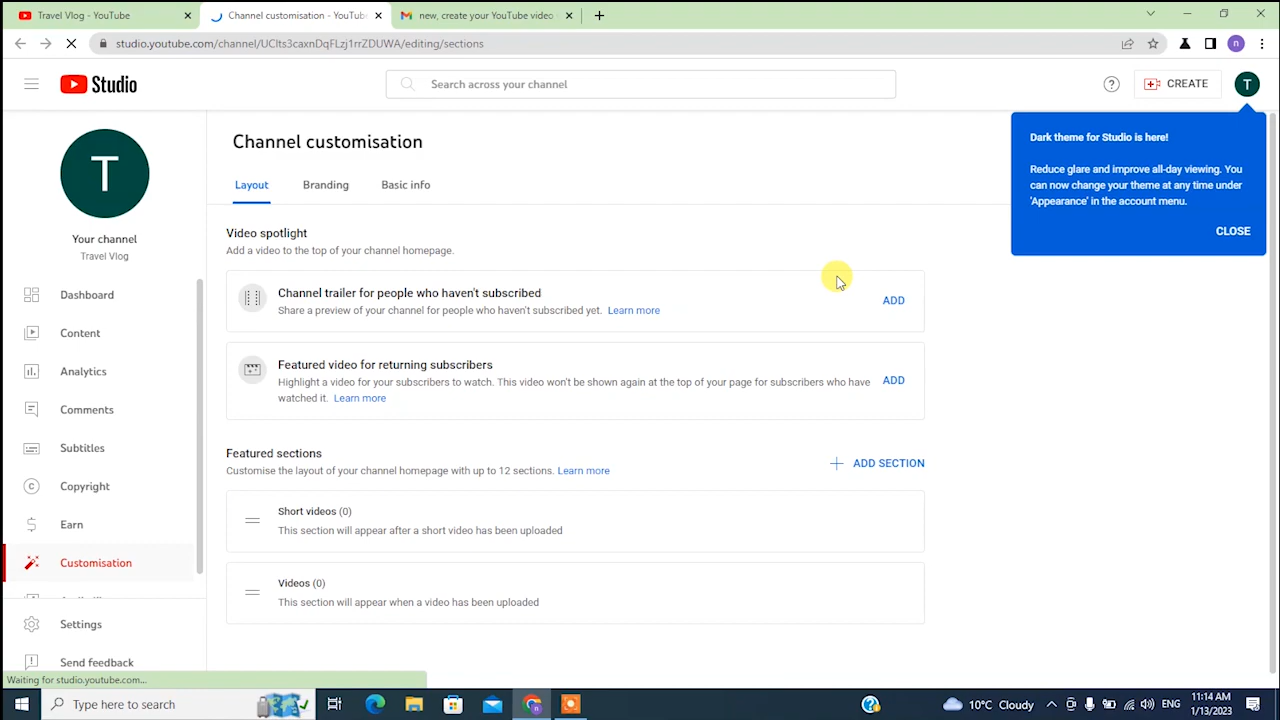 Travel Vlog - YouTube
Channel customisation - YouTube
new, create your YouTube video
studio.youtube.com/channel/UClts3caxnDqFLzj1rrZDUWA/editing/sections
n
Studio
Search across your channel
CREATE
T
Dark theme for Studio is here!
Reduce glare and improve all-day viewing. You
can now change your theme at any time under
'Appearance' in the account menu.
CLOSE
T
Your channel
Travel Vlog
Dashboard
Content
Analytics
Comments
Subtitles
Copyright
Earn
Customisation
Settings
Send feedback
Channel customisation
Layout
Branding
Basic info
Video spotlight
Add a video to the top of your channel homepage.
Channel trailer for people who haven't subscribed
Share a preview of your channel for people who haven't subscribed yet. Learn more
ADD
Featured video for returning subscribers
Highlight a video for your subscribers to watch. This video won't be shown again at the top of your page for subscribers who have
watched it. Learn more
ADD
Featured sections
Customise the layout of your channel homepage with up to 12 sections. Learn more
ADD SECTION
Short videos (0)
This section will appear after a short video has been uploaded
Videos (0)
This section will appear when a video has been uploaded
Waiting for studio.youtube.com...
Type here to search
10°C Cloudy
ENG
11:14 AM
1/13/2023